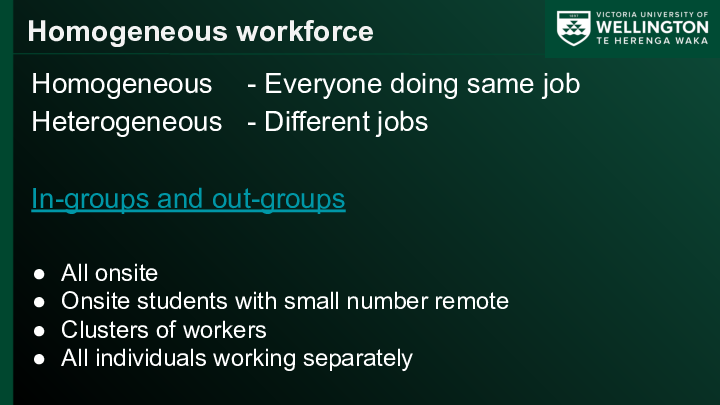 Homogeneous workforce
VICTORIA UNIVERSITY OF
WELLINGTON
TE HERENGA WAKA
Homogeneous - Everyone doing same job
Heterogeneous - Different jobs
In-groups and out-groups
● All onsite
● Onsite students with small number remote
● Clusters of workers
● All individuals working separately